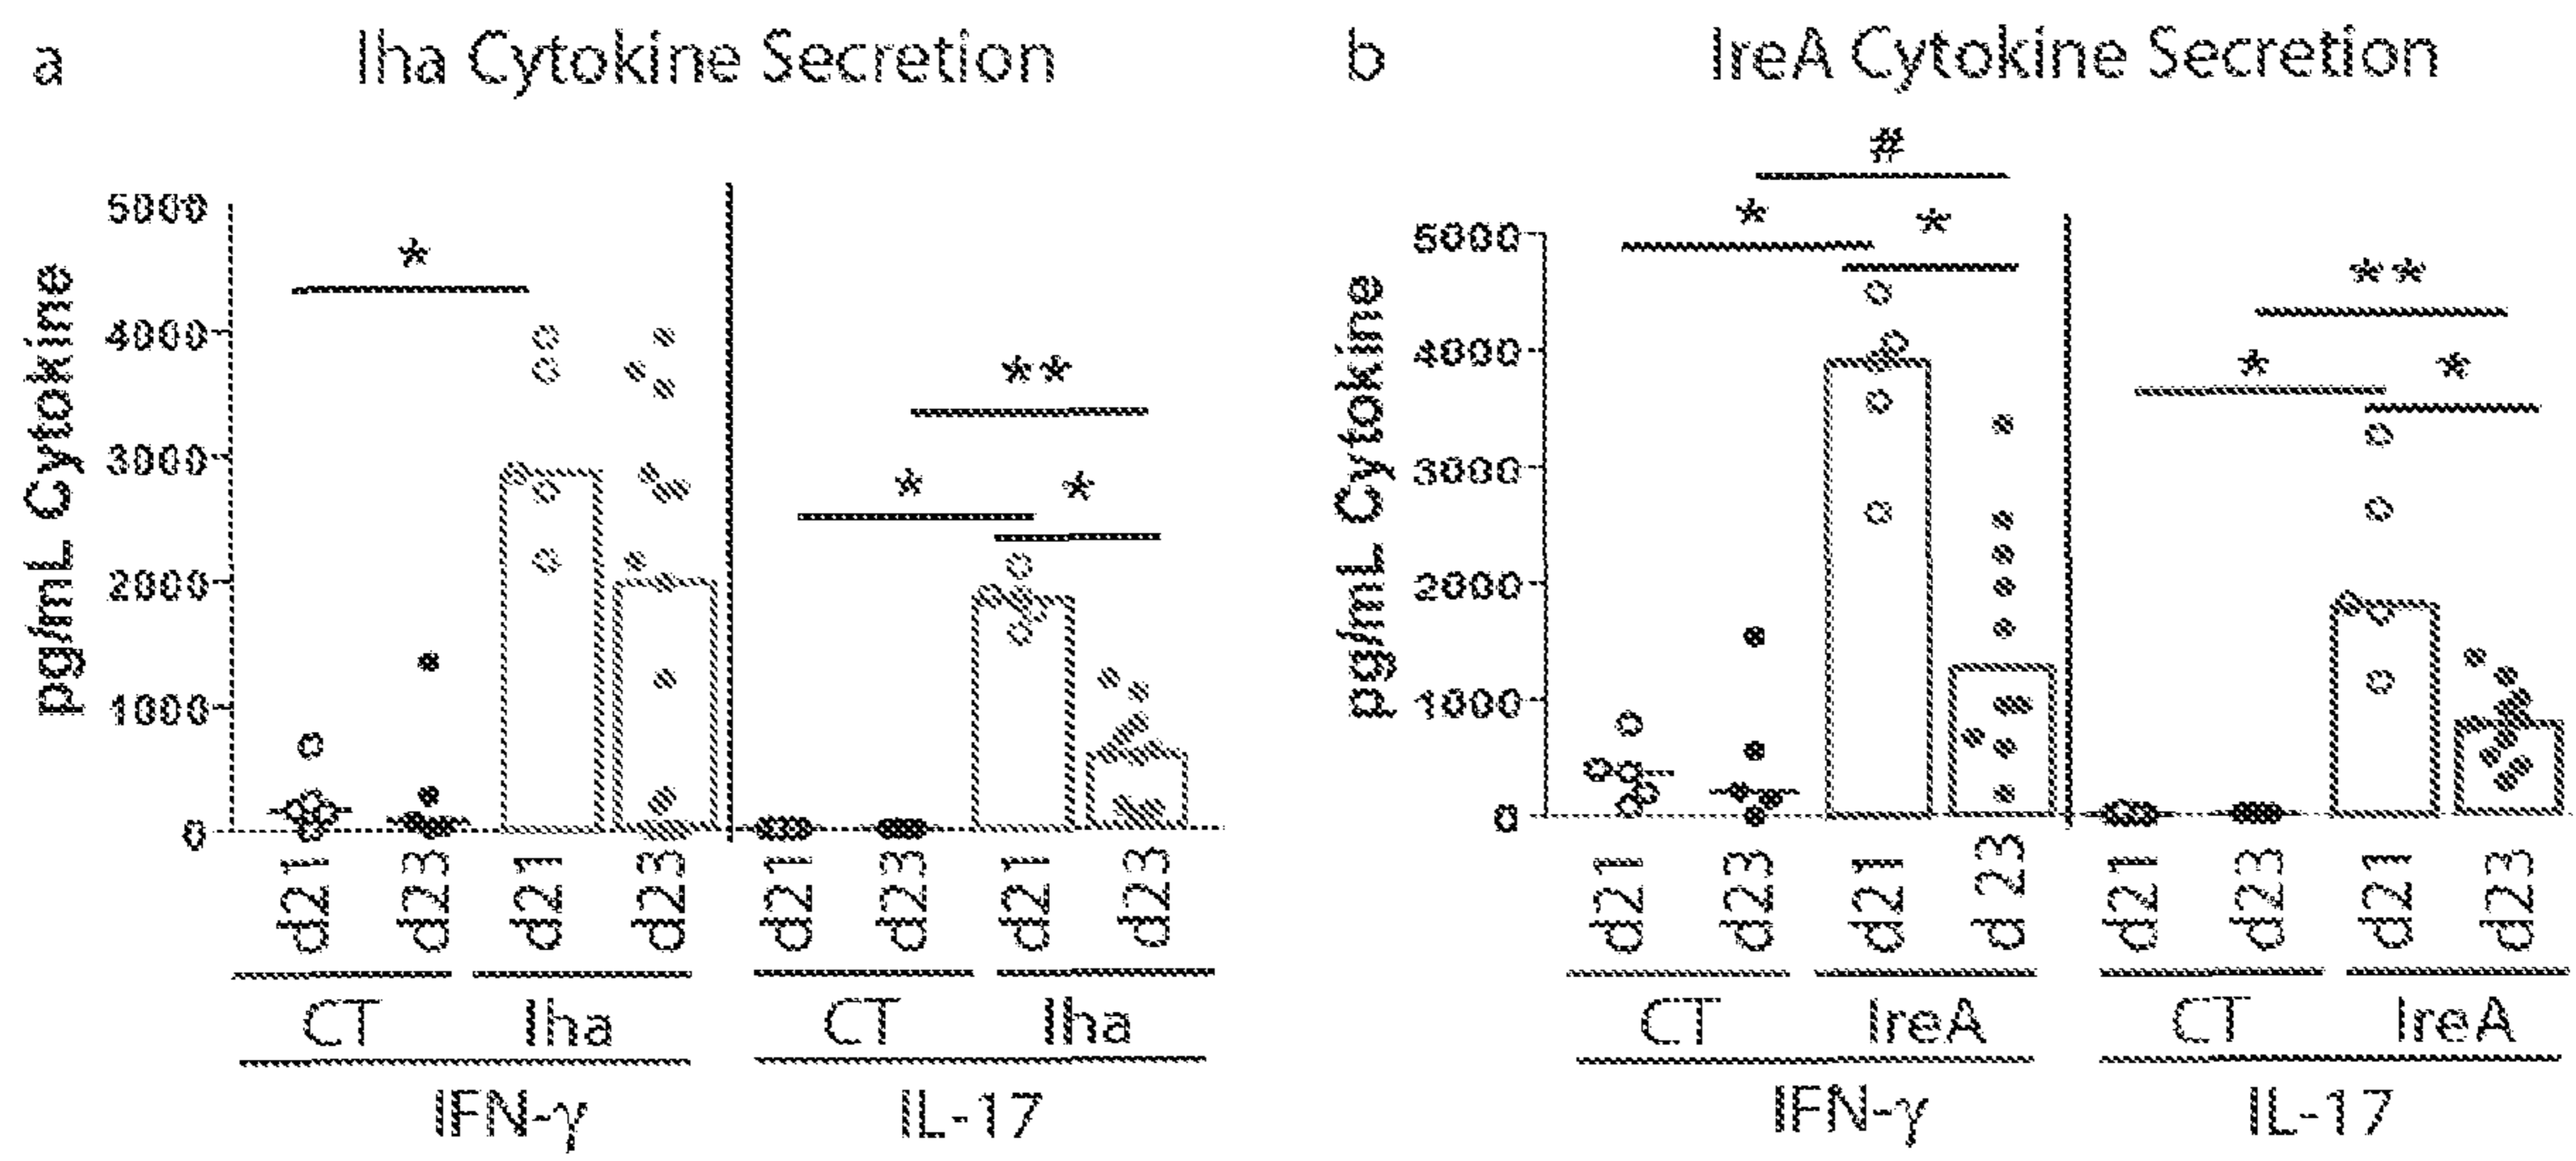 a Iha Cytokine Secretion
pg/mL Cytokine
5000
4000
3000
2000
1000
0
*
**
* *
d21 d23 d21 d23 d21 d23 d21 d23
CT Iha CT Iha
IFN-γ IL-17
b IreA Cytokine Secretion
pg/mL Cytokine
5000
4000
3000
2000
1000
0
#
* *
**
* *
d21 d23 d21 d 23 d21 d23 d21 d23
CT IreA CT IreA
IFN-γ IL-17